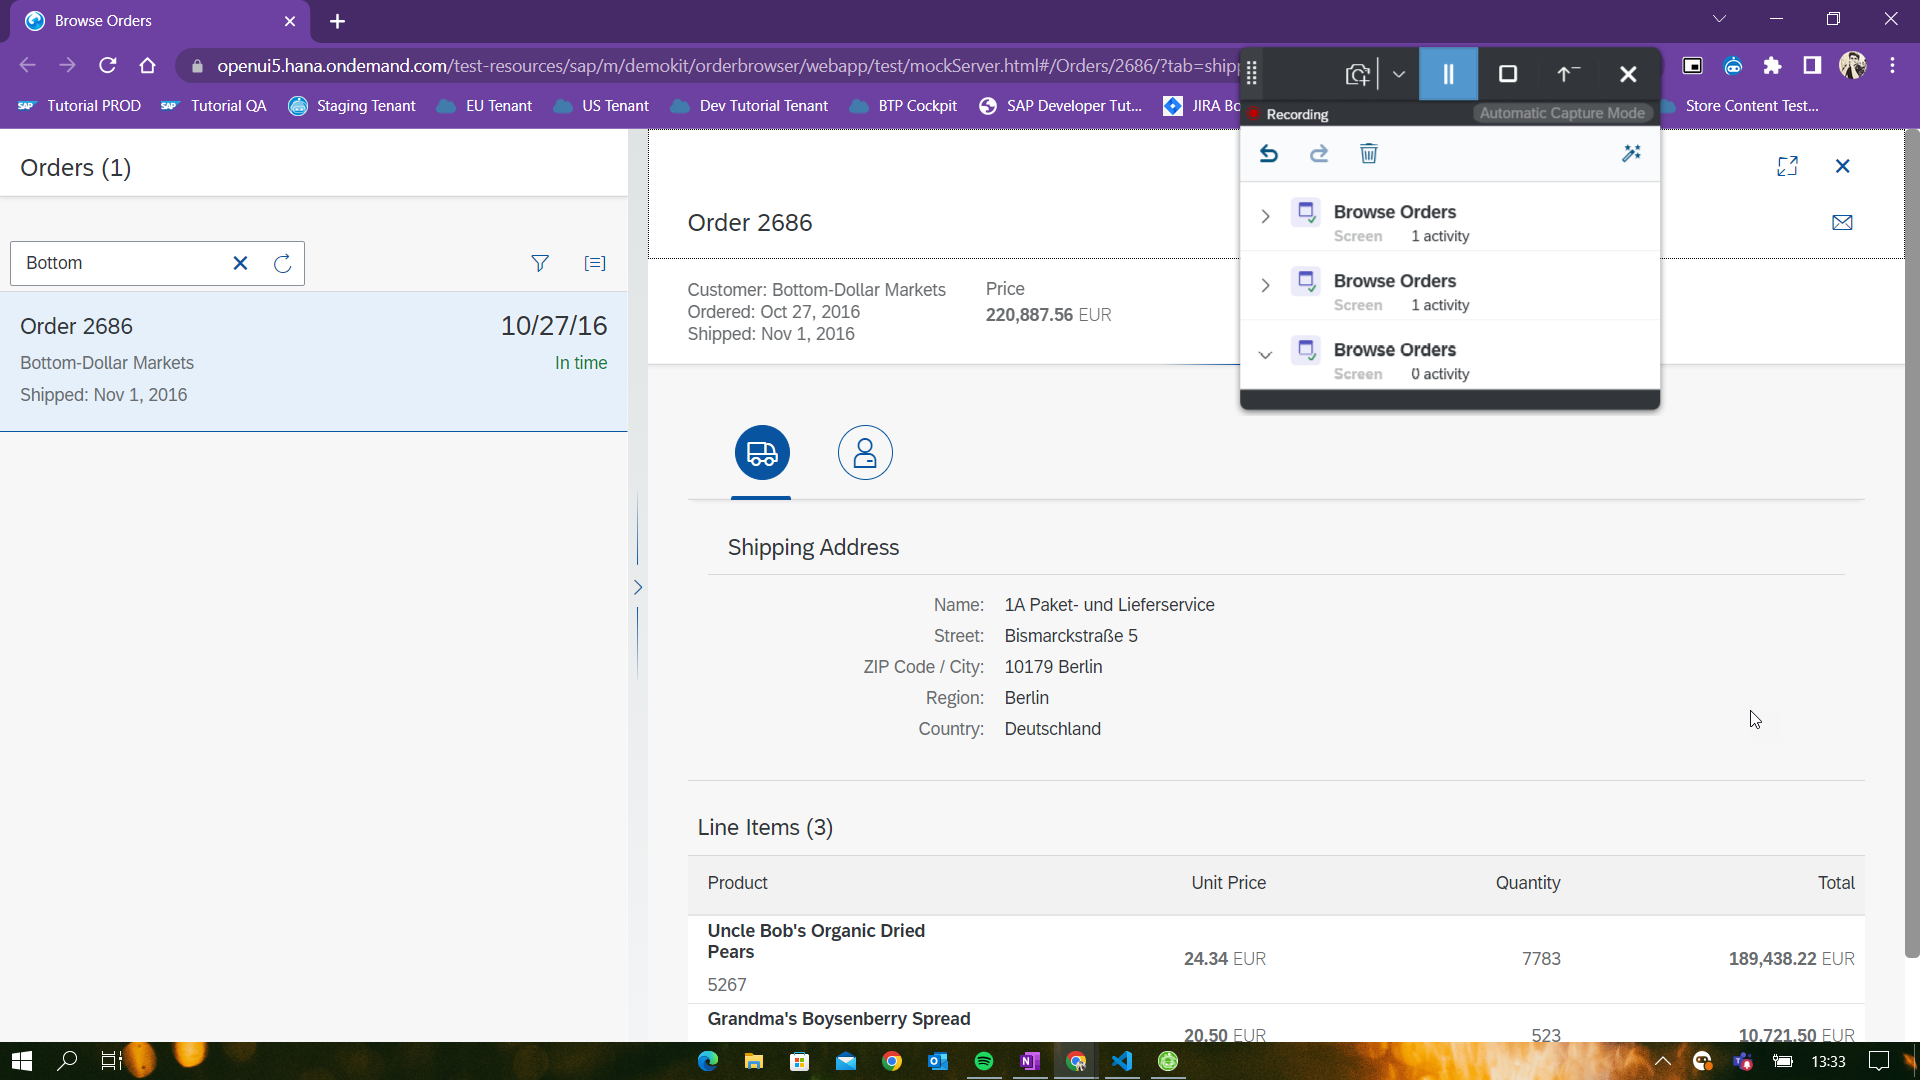 Browse Orders
openui5.hana.ondemand.com/test-resources/sap/m/demokit/orderbrowser/webapp/test/mockServer.html#/Orders/2686/?tab=shipp
SAP Tutorial PROD
SAP Tutorial QA
Staging Tenant
EU Tenant
US Tenant
Dev Tutorial Tenant
BTP Cockpit
SAP Developer Tut...
JIRA Bo
Store Content Test...
Recording
Automatic Capture Mode
Browse Orders
Screen 1 activity
Browse Orders
Screen 1 activity
Browse Orders
Screen 0 activity
Orders (1)
Bottom
Order 2686
10/27/16
Bottom-Dollar Markets
In time
Shipped: Nov 1, 2016
Order 2686
Customer: Bottom-Dollar Markets
Ordered: Oct 27, 2016
Shipped: Nov 1, 2016
Price
220,887.56 EUR
Shipping Address
Name: 1A Paket- und Lieferservice
Street: Bismarckstraße 5
ZIP Code / City: 10179 Berlin
Region: Berlin
Country: Deutschland
Line Items (3)
Product Unit Price Quantity Total
Uncle Bob's Organic Dried
Pears
5267
24.34 EUR
7783
189,438.22 EUR
Grandma's Boysenberry Spread
20.50 EUR
523
10,721.50 EUR
13:33